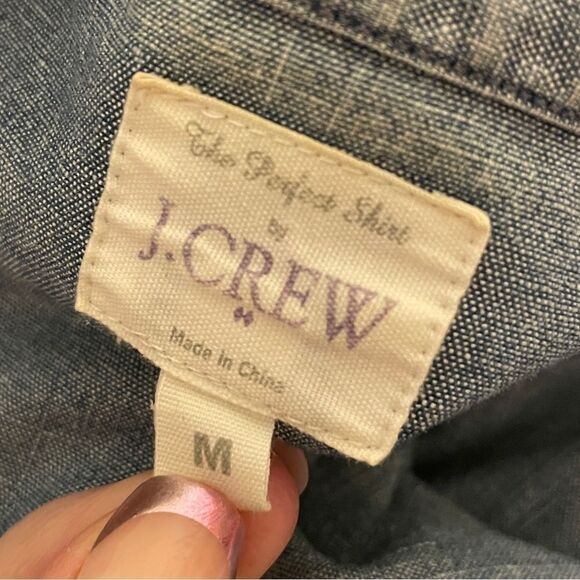 The Perfect Shirt
by
J.CREW
Made in China
M